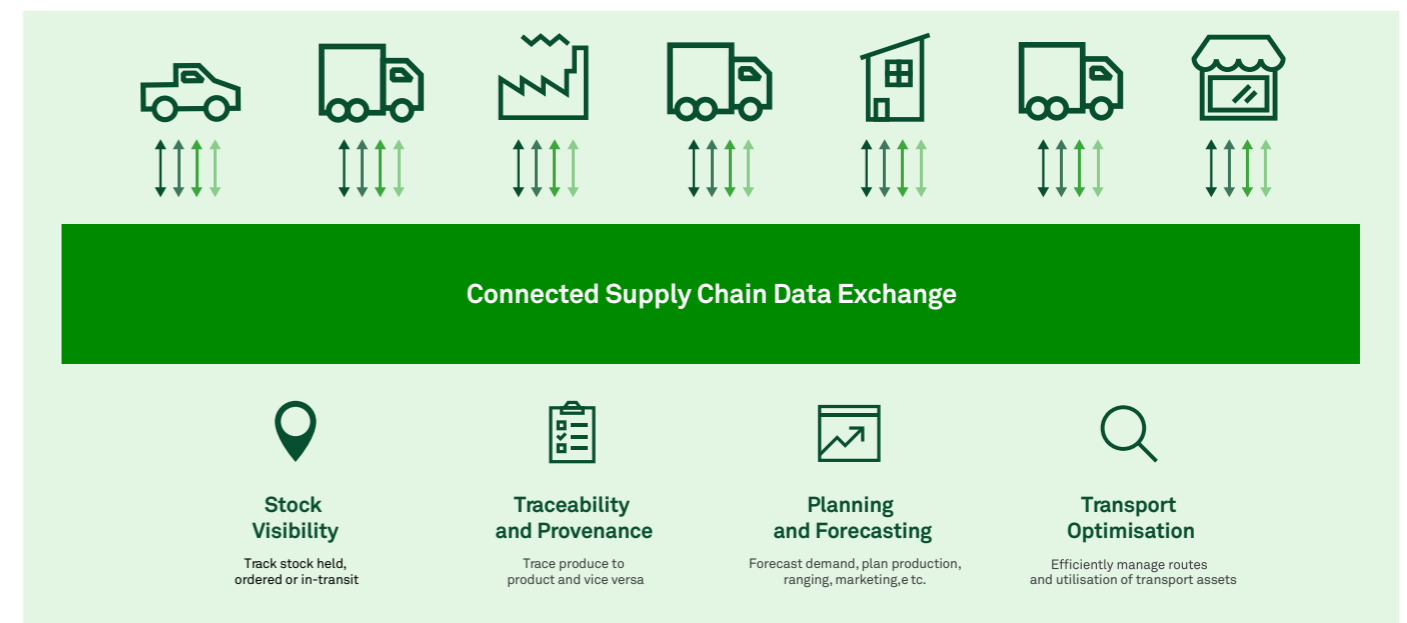 Connected Supply Chain Data Exchange
Stock
Visibility
Track stock held,
ordered or in-transit
Traceability
and Provenance
Trace produce to
product and vice versa
Planning
and Forecasting
Forecast demand, plan production,
ranging, marketing,e tc.
Transport
Optimisation
Efficiently manage routes
and utilisation of transport assets